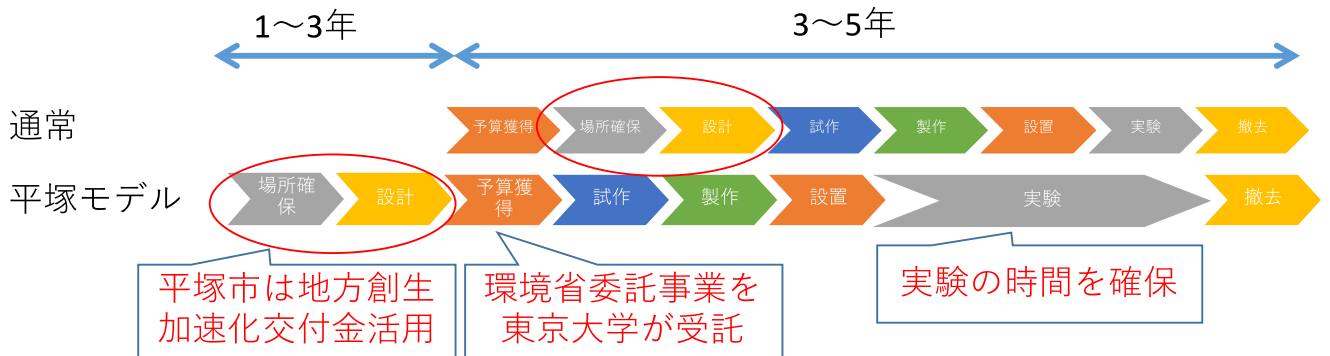 1～3年
3～5年
通常
予算獲得
場所確保
設計
試作
製作
設置
実験
撤去
平塚モデル
場所確
保
設計
予算獲
得
試作
製作
設置
実験
撤去
平塚市は地方創生
加速化交付金活用
環境省委託事業を
東京大学が受託
実験の時間を確保